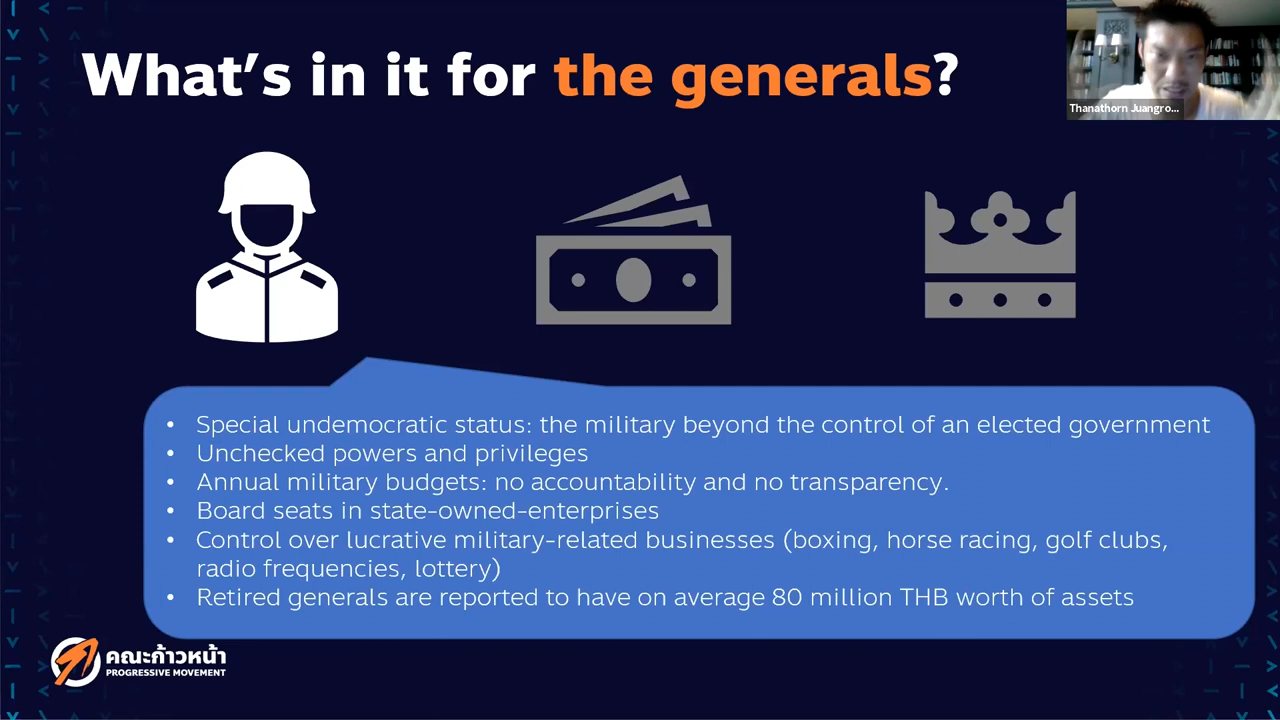 What's in it for the generals?
Thanathorn Juangro...
• Special undemocratic status: the military beyond the control of an elected government
• Unchecked powers and privileges
• Annual military budgets: no accountability and no transparency.
• Board seats in state-owned-enterprises
• Control over lucrative military-related businesses (boxing, horse racing, golf clubs,
radio frequencies, lottery)
• Retired generals are reported to have on average 80 million THB worth of assets
คณะก้าวหน้า
PROGRESSIVE MOVEMENT